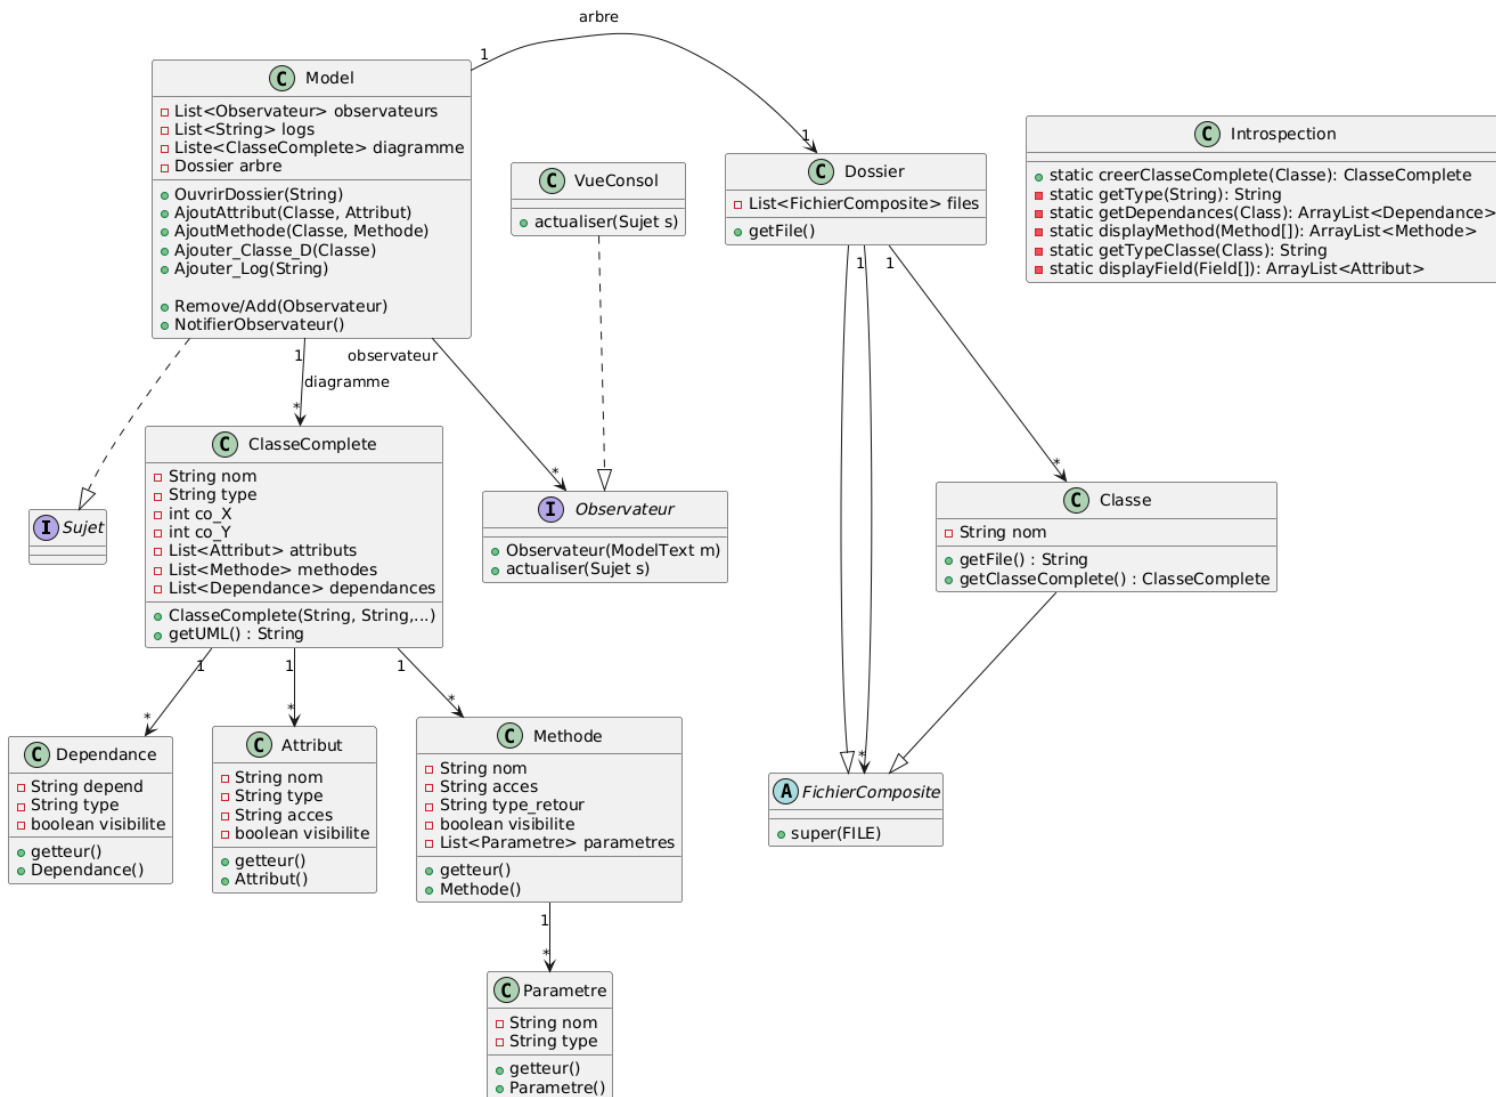 arbre
1
1
C Model
List<Observateur> observateurs
List<String> logs
Liste<ClasseComplete> diagramme
Dossier arbre
OuvrirDossier(String)
AjoutAttribut(Classe, Attribut)
AjoutMethode(Classe, Methode)
Ajouter_Classe_D(Classe)
Ajouter_Log(String)
Remove/Add(Observateur)
NotifierObservateur()
C VueConsol
actualiser(Sujet s)
C Dossier
List<FichierComposite> files
getFile()
C Introspection
static creerClasseComplete(Classe): ClasseComplete
static getType(String): String
static getDependances(Class): ArrayList<Dependance>
static displayMethod(Method[]): ArrayList<Methode>
static getTypeClasse(Class): String
static displayField(Field[]): ArrayList<Attribut>
1
diagramme
*
observateur
*
1
1
*
*
I Sujet
C ClasseComplete
String nom
String type
int co_X
int co_Y
List<Attribut> attributs
List<Methode> methodes
List<Dependance> dependances
ClasseComplete(String, String,...)
getUML() : String
I Observateur
Observateur(ModelText m)
actualiser(Sujet s)
C Classe
String nom
getFile() : String
getClasseComplete() : ClasseComplete
1
1
1
*
*
*
C Dependance
String depend
String type
boolean visibilite
getteur()
Dependance()
C Attribut
String nom
String type
String acces
boolean visibilite
getteur()
Attribut()
C Methode
String nom
String acces
String type_retour
boolean visibilite
List<Parametre> parametres
getteur()
Methode()
A FichierComposite
super(FILE)
1
*
C Parametre
String nom
String type
getteur()
Parametre()